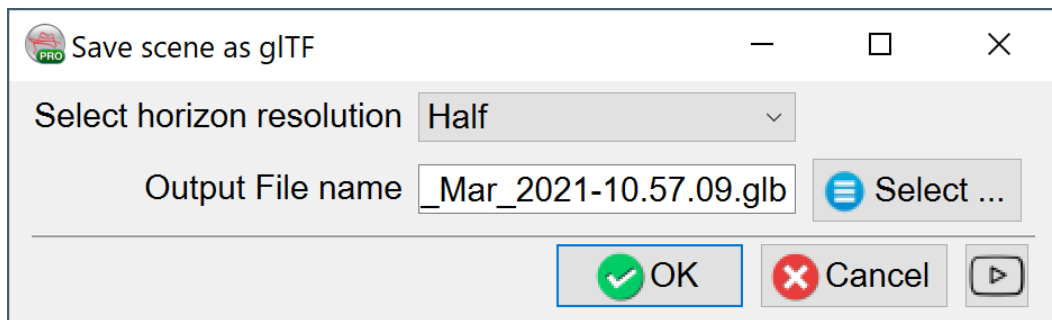 PRO Save scene as glTF
Select horizon resolution Half
Output File name _Mar_2021-10.57.09.glb Select ...
OK Cancel